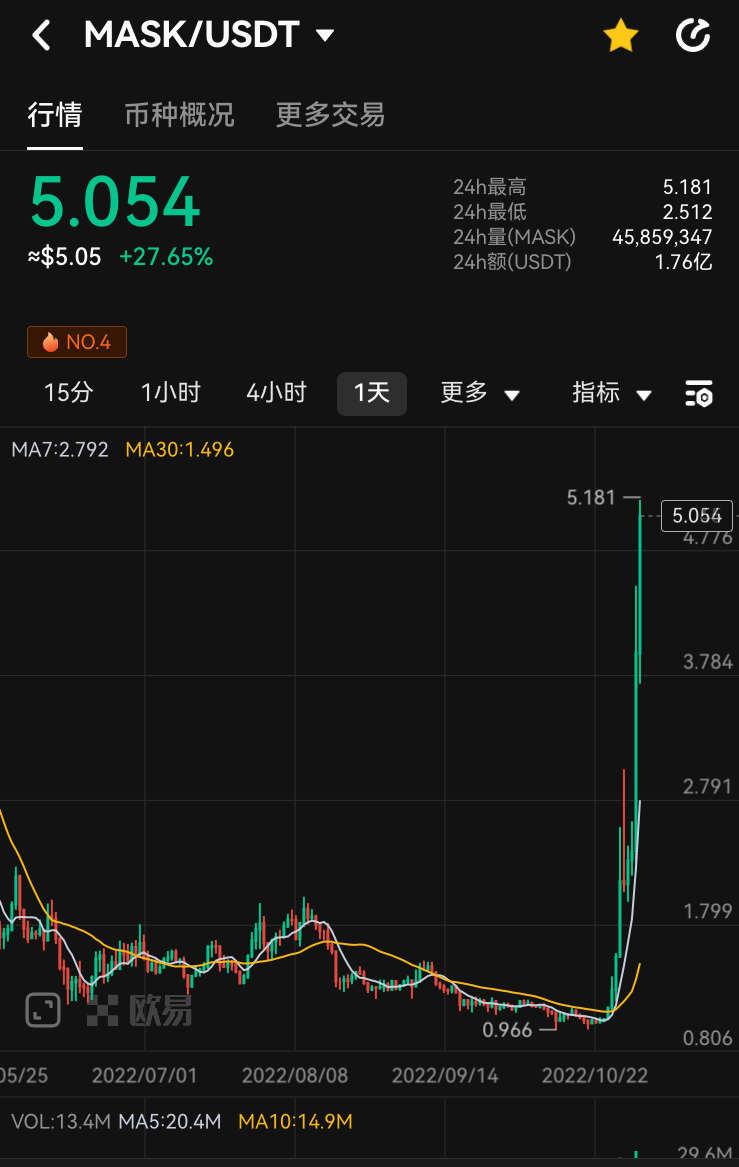 MASK/USDT
行情 币种概况 更多交易
5.054
≈$5.05 +27.65%
24h最高 5.181
24h最低 2.512
24h量(MASK) 45,859,347
24h额(USDT) 1.76亿
NO.4
15分 1小时 4小时 1天 更多 指标
MA7:2.792 MA30:1.496
5.181
5.054
4.776
3.784
2.791
1.799
0.966
0.806
欧易
05/25 2022/07/01 2022/08/08 2022/09/14 2022/10/22
VOL:13.4M MA5:20.4M MA10:14.9M
29.6M